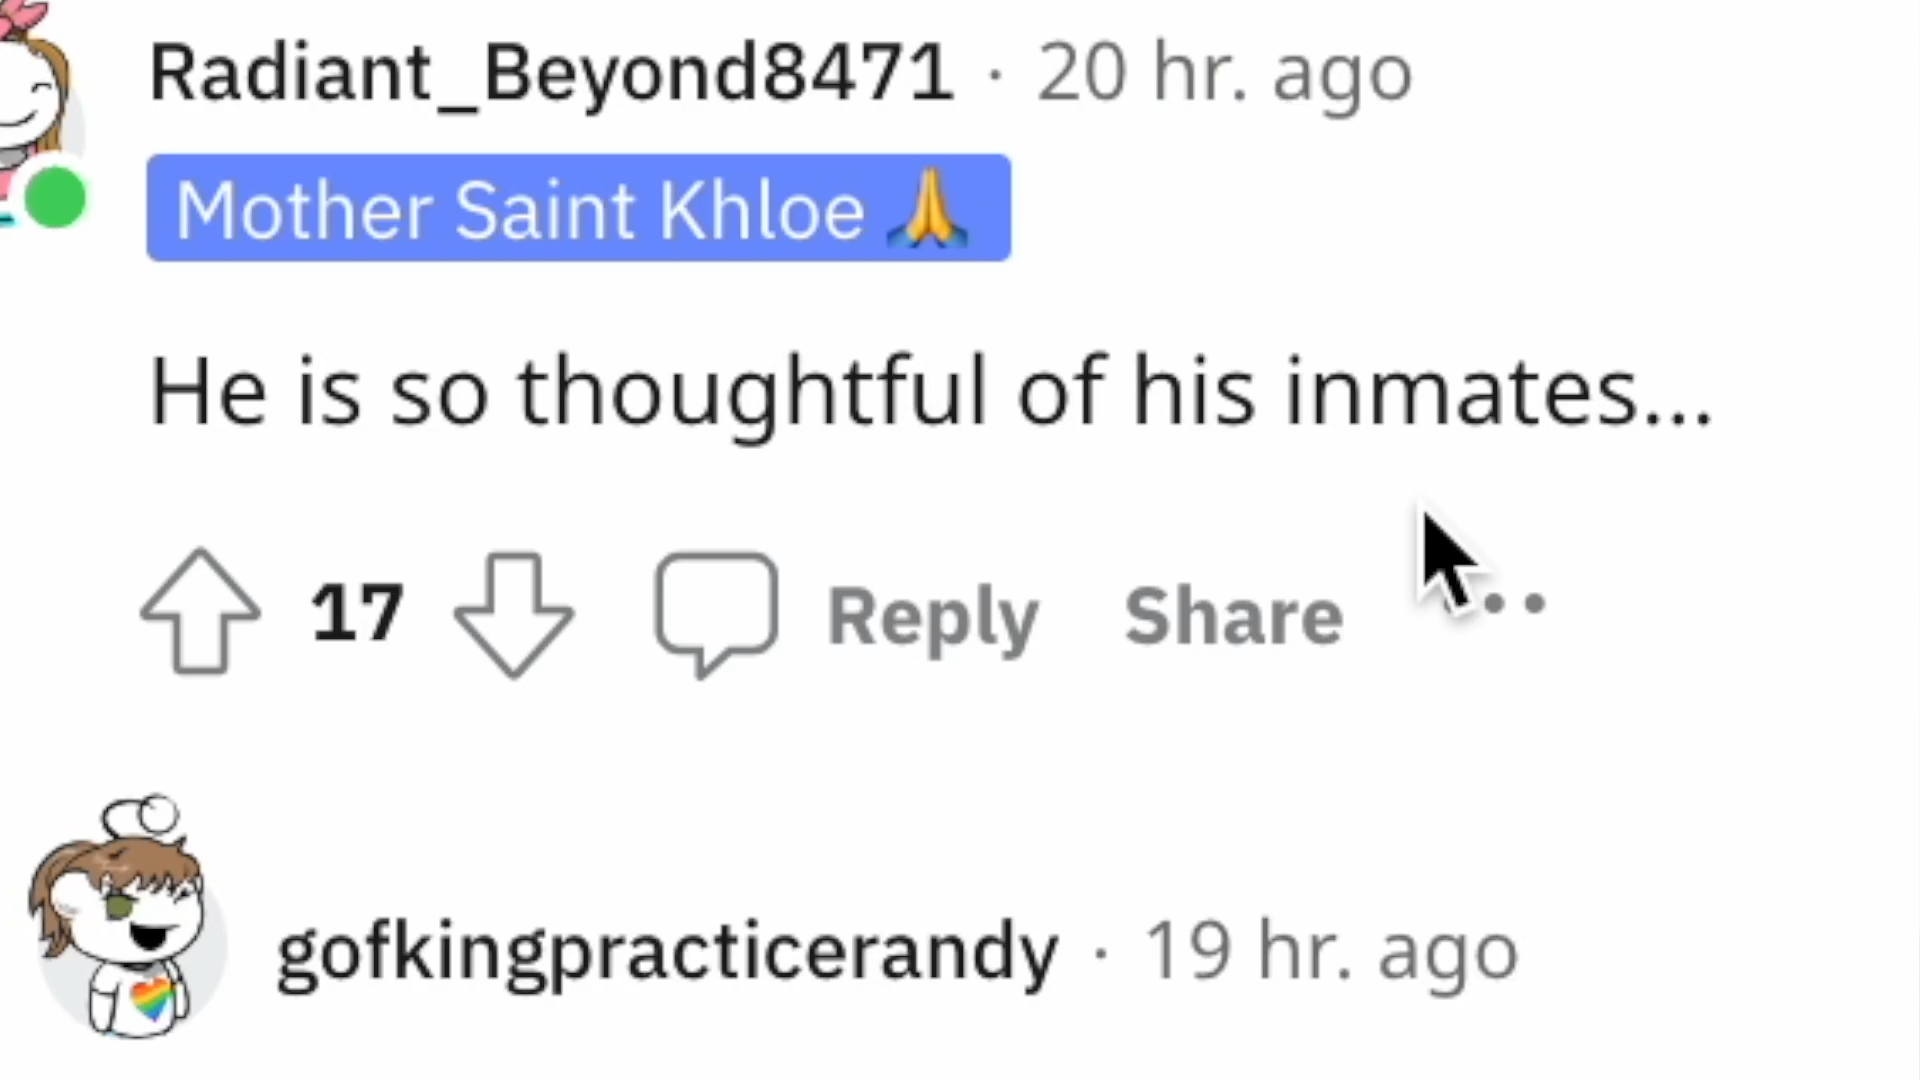 Radiant_Beyond8471 · 20 hr. ago
Mother Saint Khloe 🙏
He is so thoughtful of his inmates...
17 Reply Share
gofkingpracticerandy · 19 hr. ago